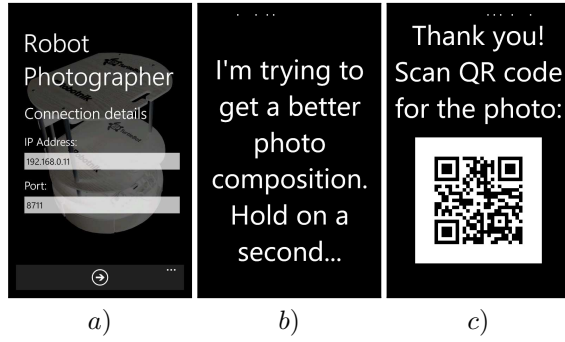 Robot
Photographer
Connection details
IP Address:
192.168.0.11
Port:
8711
...
I'm trying to
get a better
photo
composition.
Hold on a
second...
Thank you!
Scan QR code
for the photo:
a)
b)
c)